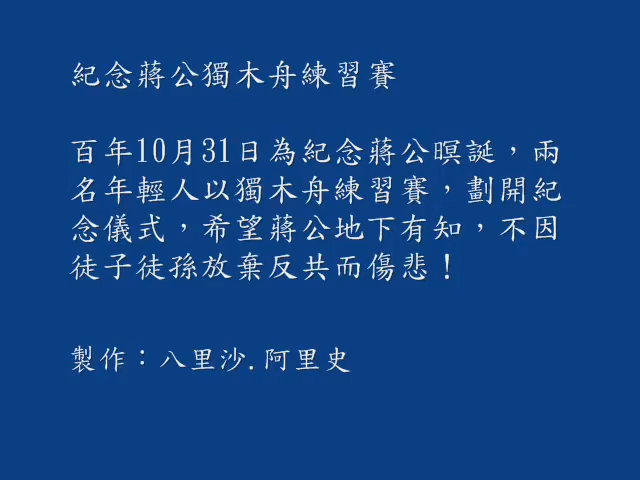 紀念蔣公獨木舟練習賽
百年10月31日為紀念蔣公暝誕，兩
名年輕人以獨木舟練習賽，劃開紀
念儀式，希望蔣公地下有知，不因
徒子徒孫放棄反共而傷悲！
製作：八里沙.阿里史